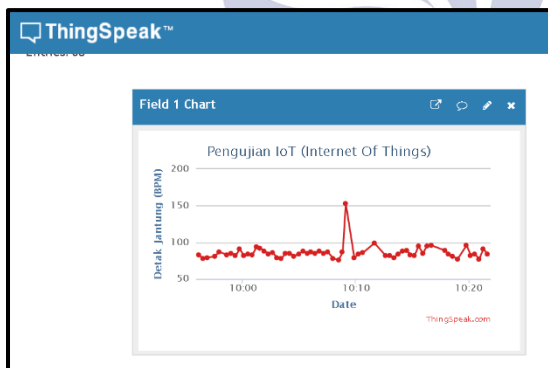 ThingSpeak™
Field 1 Chart
Pengujian IoT (Internet Of Things)
Detak Jantung (BPM)
200
150
100
50
10:00
10:10
10:20
Date
ThingSpeak.com